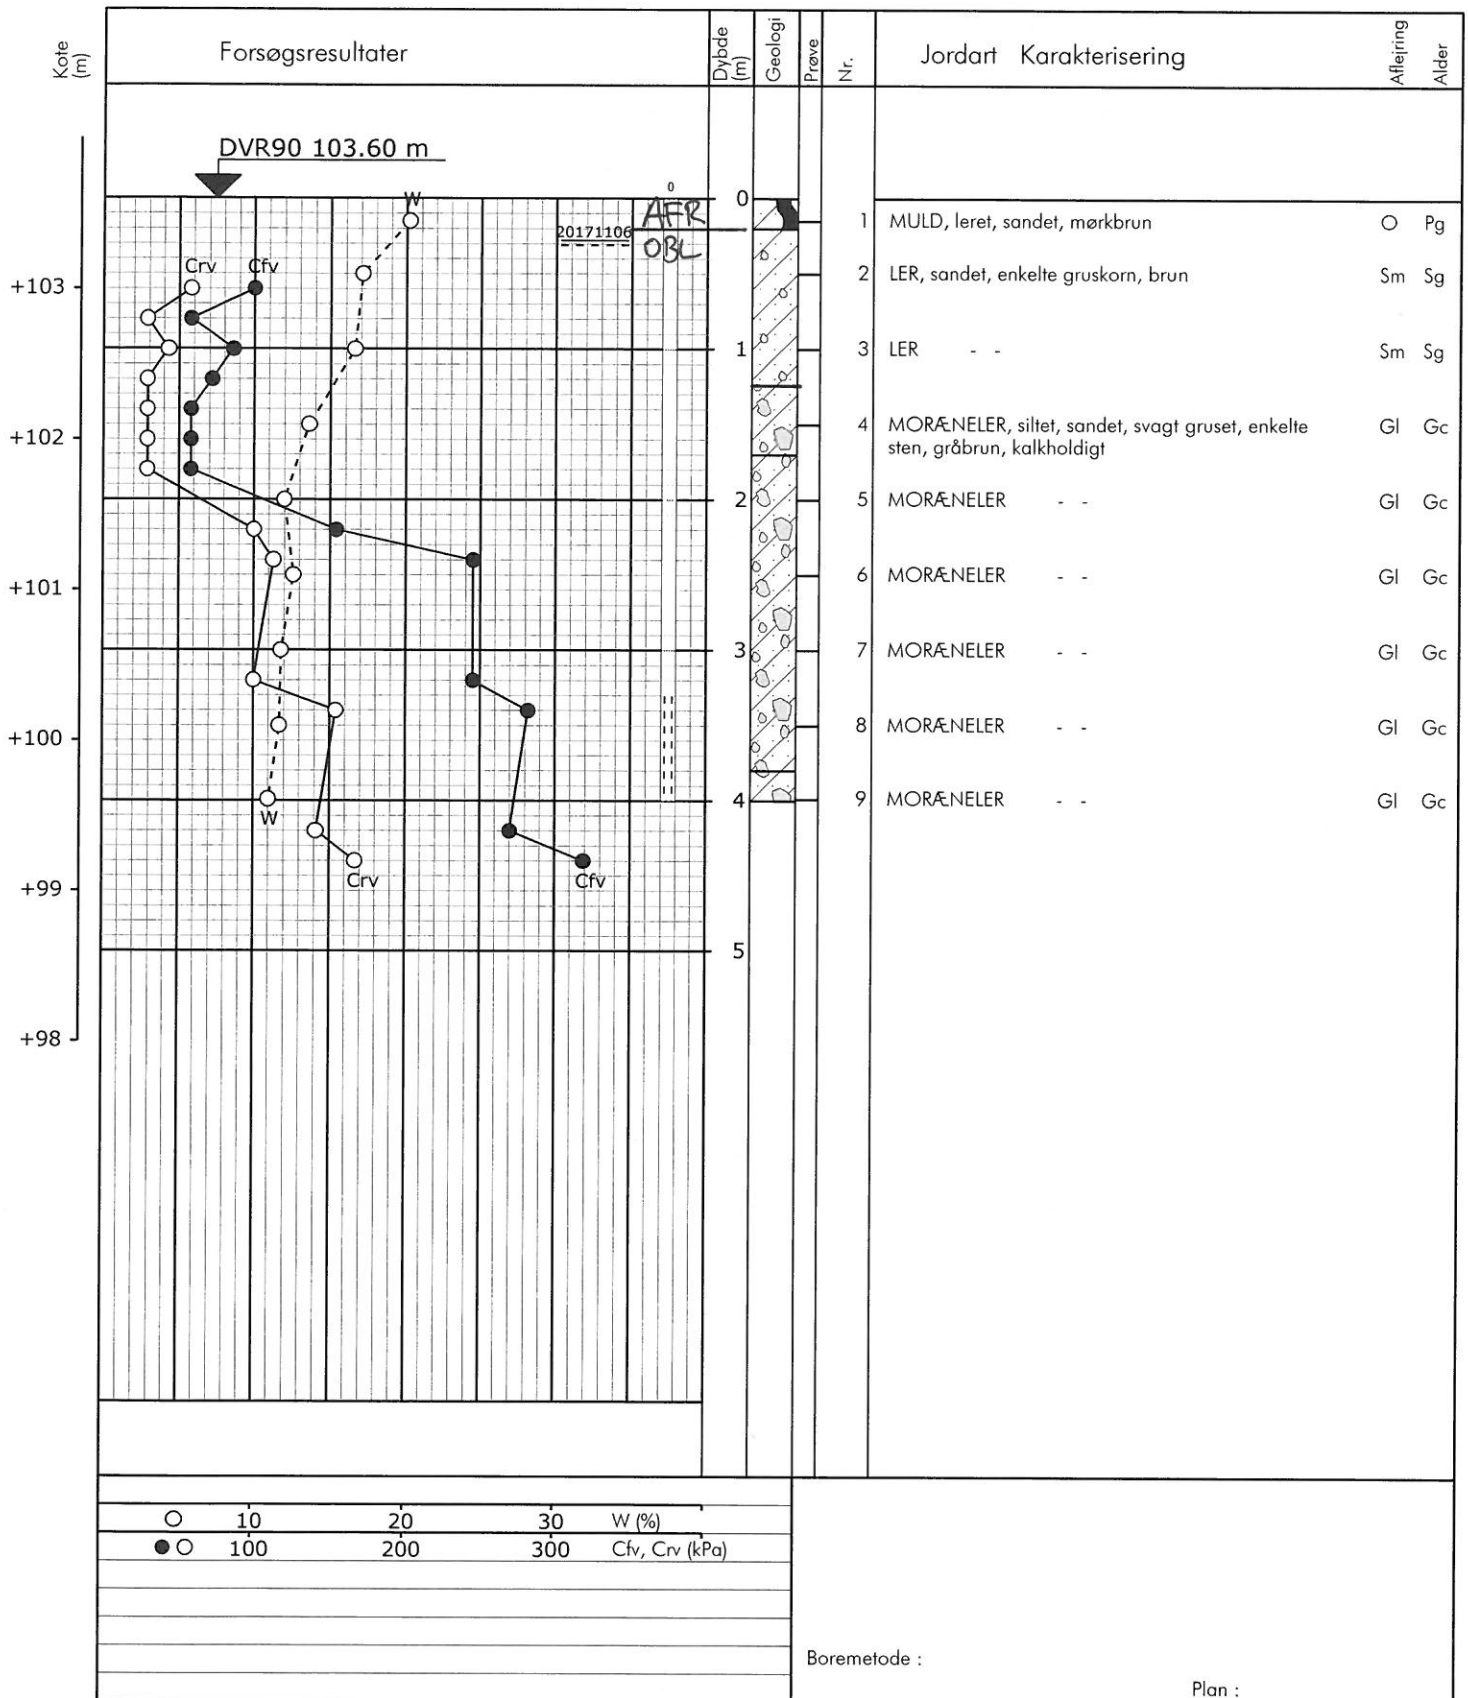 Kote (m)
Forsøgsresultater
Dybde (m)
Geologi
Prøve
Nr.
Jordart Karakterisering
Aflejring
Alder
DVR90 103.60 m
0
W
AFR
0
20171106
OBL
1 MULD, leret, sandet, mørkbrun O Pg
Crv Cfv
2 LER, sandet, enkelte gruskorn, brun Sm Sg
+103
1
3 LER - - Sm Sg
+102
4 MORÆNELER, siltet, sandet, svagt gruset, enkelte Gl Gc
sten, gråbrun, kalkholdigt
2
5 MORÆNELER - - Gl Gc
+101
6 MORÆNELER - - Gl Gc
3
7 MORÆNELER - - Gl Gc
+100
8 MORÆNELER - - Gl Gc
4
9 MORÆNELER - - Gl Gc
W
Crv Cfv
+99
5
+98
10 20 30 W (%)
100 200 300 Cfv, Crv (kPa)
Boremetode :
Plan :